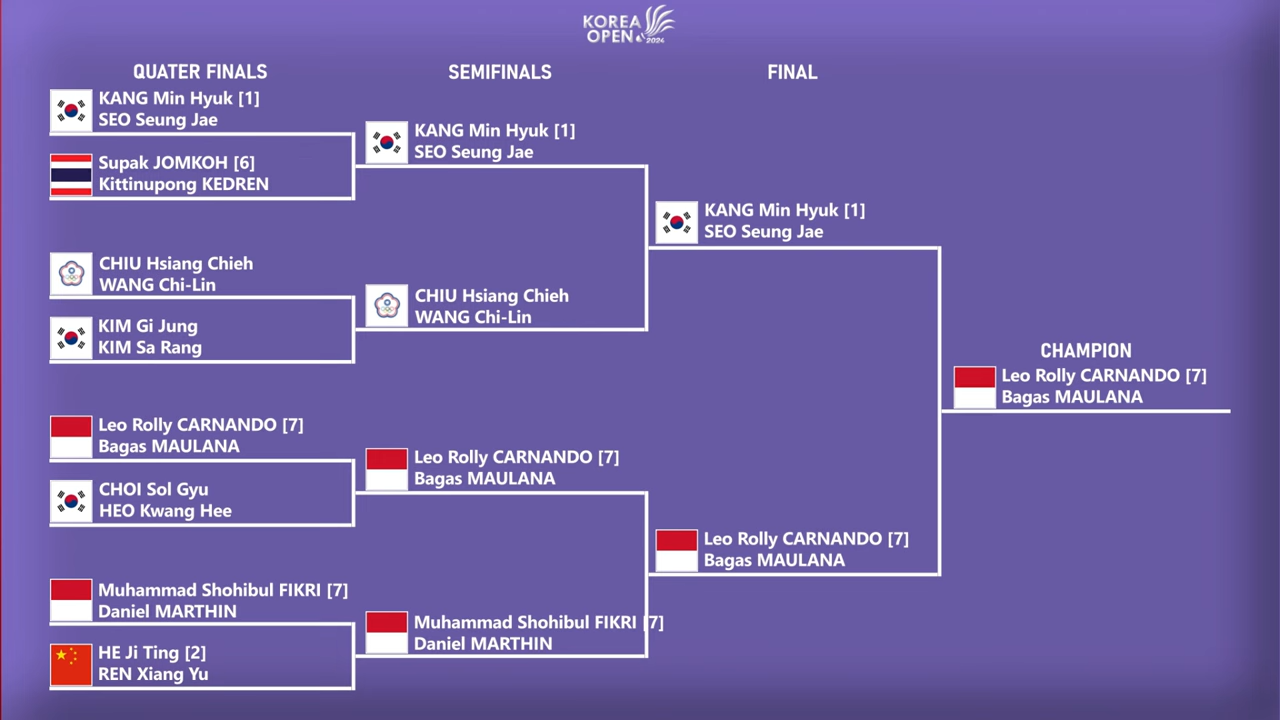 KOREA
OPEN 2024
QUATER FINALS
SEMIFINALS
FINAL
KANG Min Hyuk [1]
SEO Seung Jae
Supak JOMKOH [6]
Kittinupong KEDREN
CHIU Hsiang Chieh
WANG Chi-Lin
KIM Gi Jung
KIM Sa Rang
Leo Rolly CARNANDO [7]
Bagas MAULANA
CHOI Sol Gyu
HEO Kwang Hee
Muhammad Shohibul FIKRI [7]
Daniel MARTHIN
HE Ji Ting [2]
REN Xiang Yu
KANG Min Hyuk [1]
SEO Seung Jae
CHIU Hsiang Chieh
WANG Chi-Lin
Leo Rolly CARNANDO [7]
Bagas MAULANA
Muhammad Shohibul FIKRI [7]
Daniel MARTHIN
KANG Min Hyuk [1]
SEO Seung Jae
Leo Rolly CARNANDO [7]
Bagas MAULANA
CHAMPION
Leo Rolly CARNANDO [7]
Bagas MAULANA